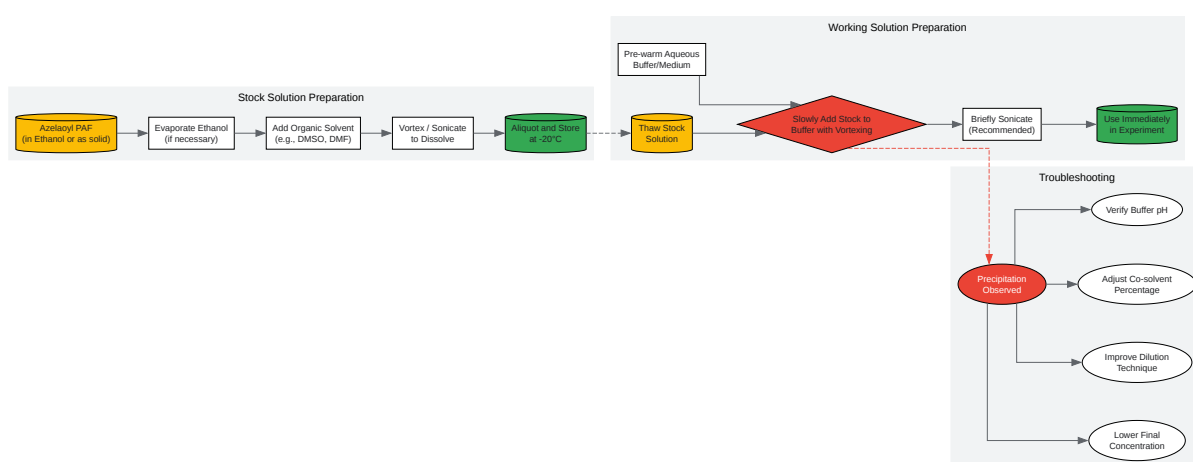 Stock Solution Preparation
Azelaoyl PAF
(in Ethanol or as solid)
Evaporate Ethanol
(if necessary)
Add Organic Solvent
(e.g., DMSO, DMF)
Vortex / Sonicate
to Dissolve
Aliquot and Store
at -20°C
Working Solution Preparation
Pre-warm Aqueous
Buffer/Medium
Thaw Stock
Solution
Slowly Add Stock to
Buffer with Vortexing
Briefly Sonicate
(Recommended)
Use Immediately
in Experiment
Troubleshooting
Precipitation
Observed
Verify Buffer pH
Adjust Co-solvent
Percentage
Improve Dilution
Technique
Lower Final
Concentration